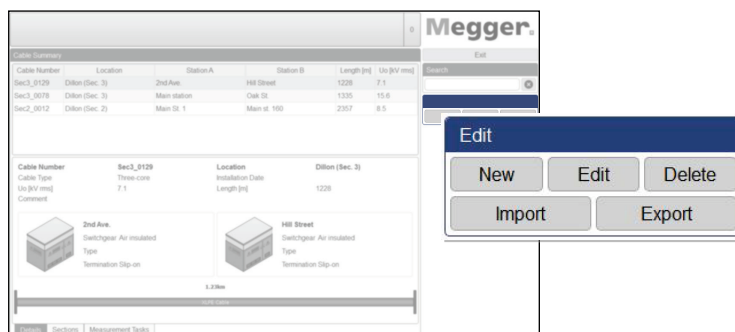 0
Megger.
Cable Summary
Exit
Cable Number Location Station A Station B Length [m] Uo [kV rms]
Search
Sec3_0129 Dillon (Sec. 3) 2nd Ave. Hill Street 1228 7.1
Sec3_0078 Dillon (Sec. 3) Main station Oak St. 1335 15.6
Sec2_0012 Dillon (Sec. 2) Main St. 1 Main st. 160 2357 8.5
Edit
New Edit Delete
Import Export
Cable Number Sec3_0129 Location Dillon (Sec. 3)
Cable Type Three-core Installation Date
Uo [kV rms] 7.1 Length [m] 1228
Comment
2nd Ave.
Switchgear Air insulated
Type
Termination Slip-on
Hill Street
Switchgear Air insulated
Type
Termination Slip-on
1.23km
Details Sections Measurement Tasks